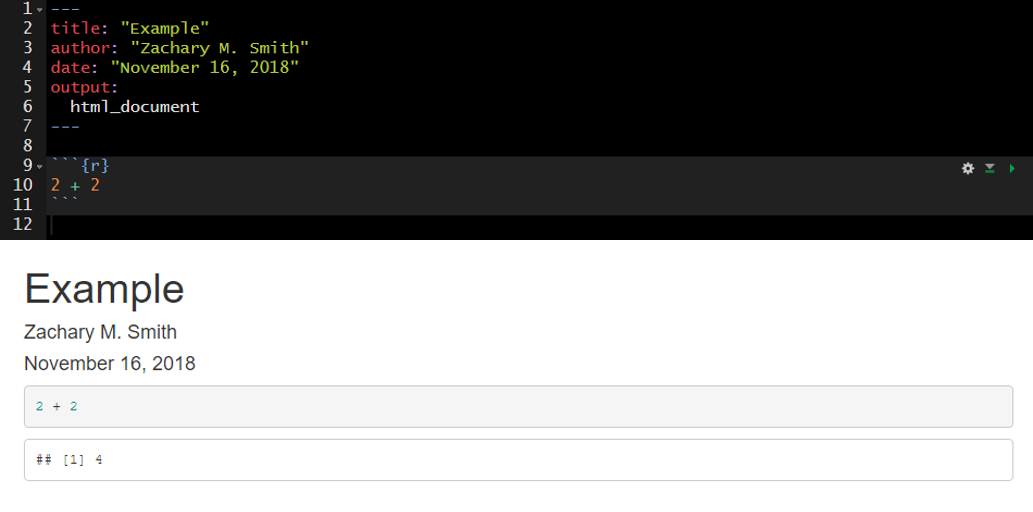 1 ---
2 title: "Example"
3 author: "Zachary M. Smith"
4 date: "November 16, 2018"
5 output:
6   html_document
7 ---
8
9 ```{r}
10 2 + 2
11 ```
12
Example
Zachary M. Smith
November 16, 2018
2 + 2
## [1] 4